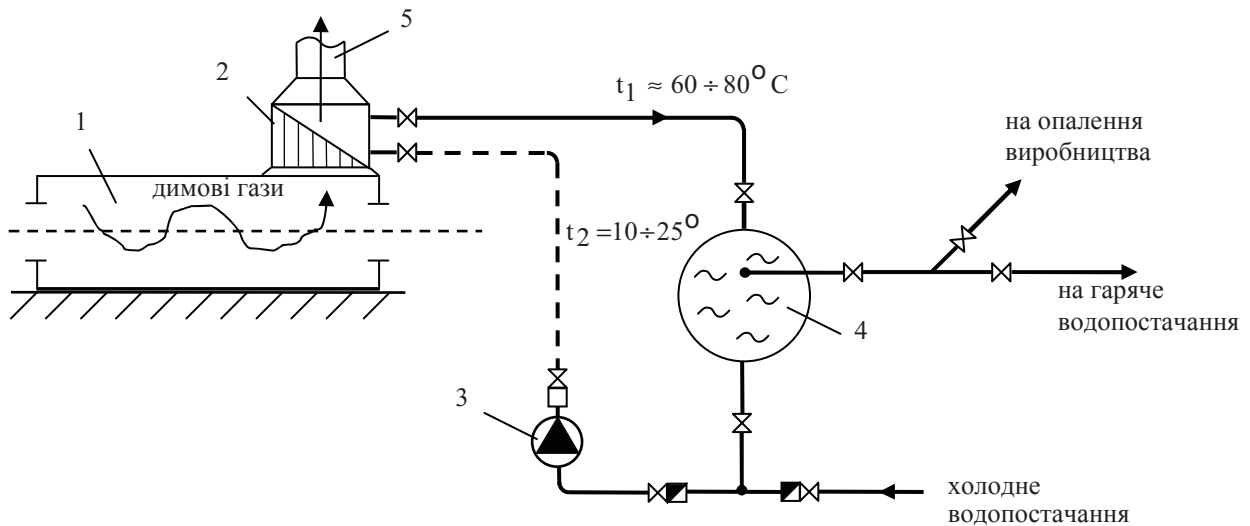 5
2
1
димові гази
t₁ ≈ 60 ÷ 80° C
t₂ = 10÷25°
на опалення
виробництва
на гаряче
водопостачання
4
3
холодне
водопостачання